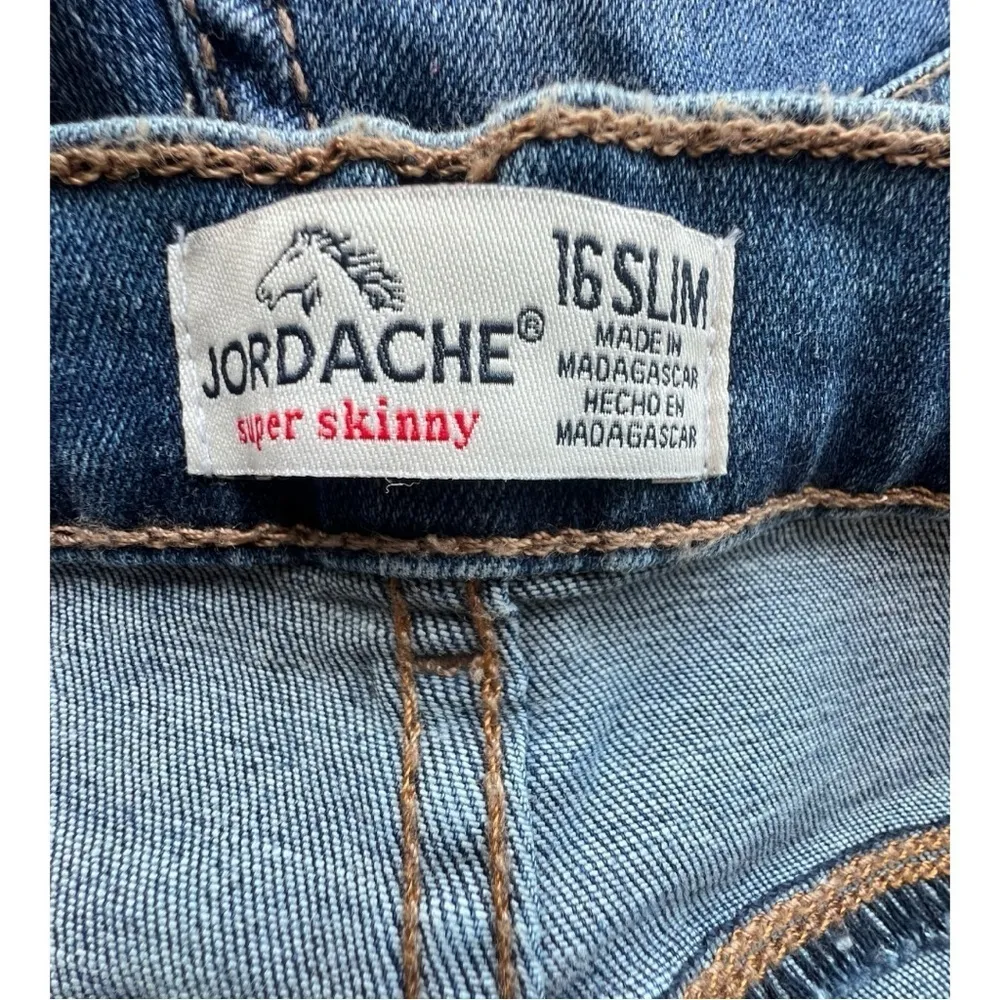 JORDACHE®
super skinny
16 SLIM
MADE IN
MADAGASCAR
HECHO EN
MADAGASCAR